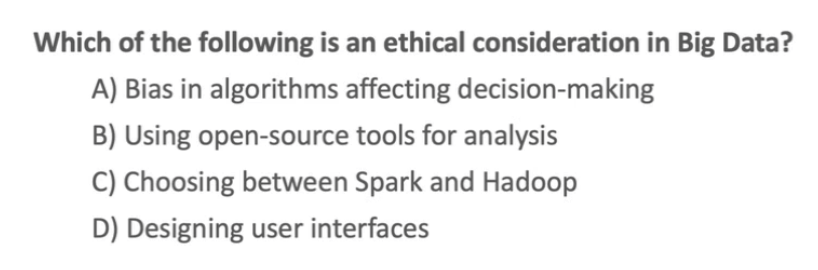 Which of the following is an ethical consideration in Big Data?
A) Bias in algorithms affecting decision-making
B) Using open-source tools for analysis
C) Choosing between Spark and Hadoop
D) Designing user interfaces